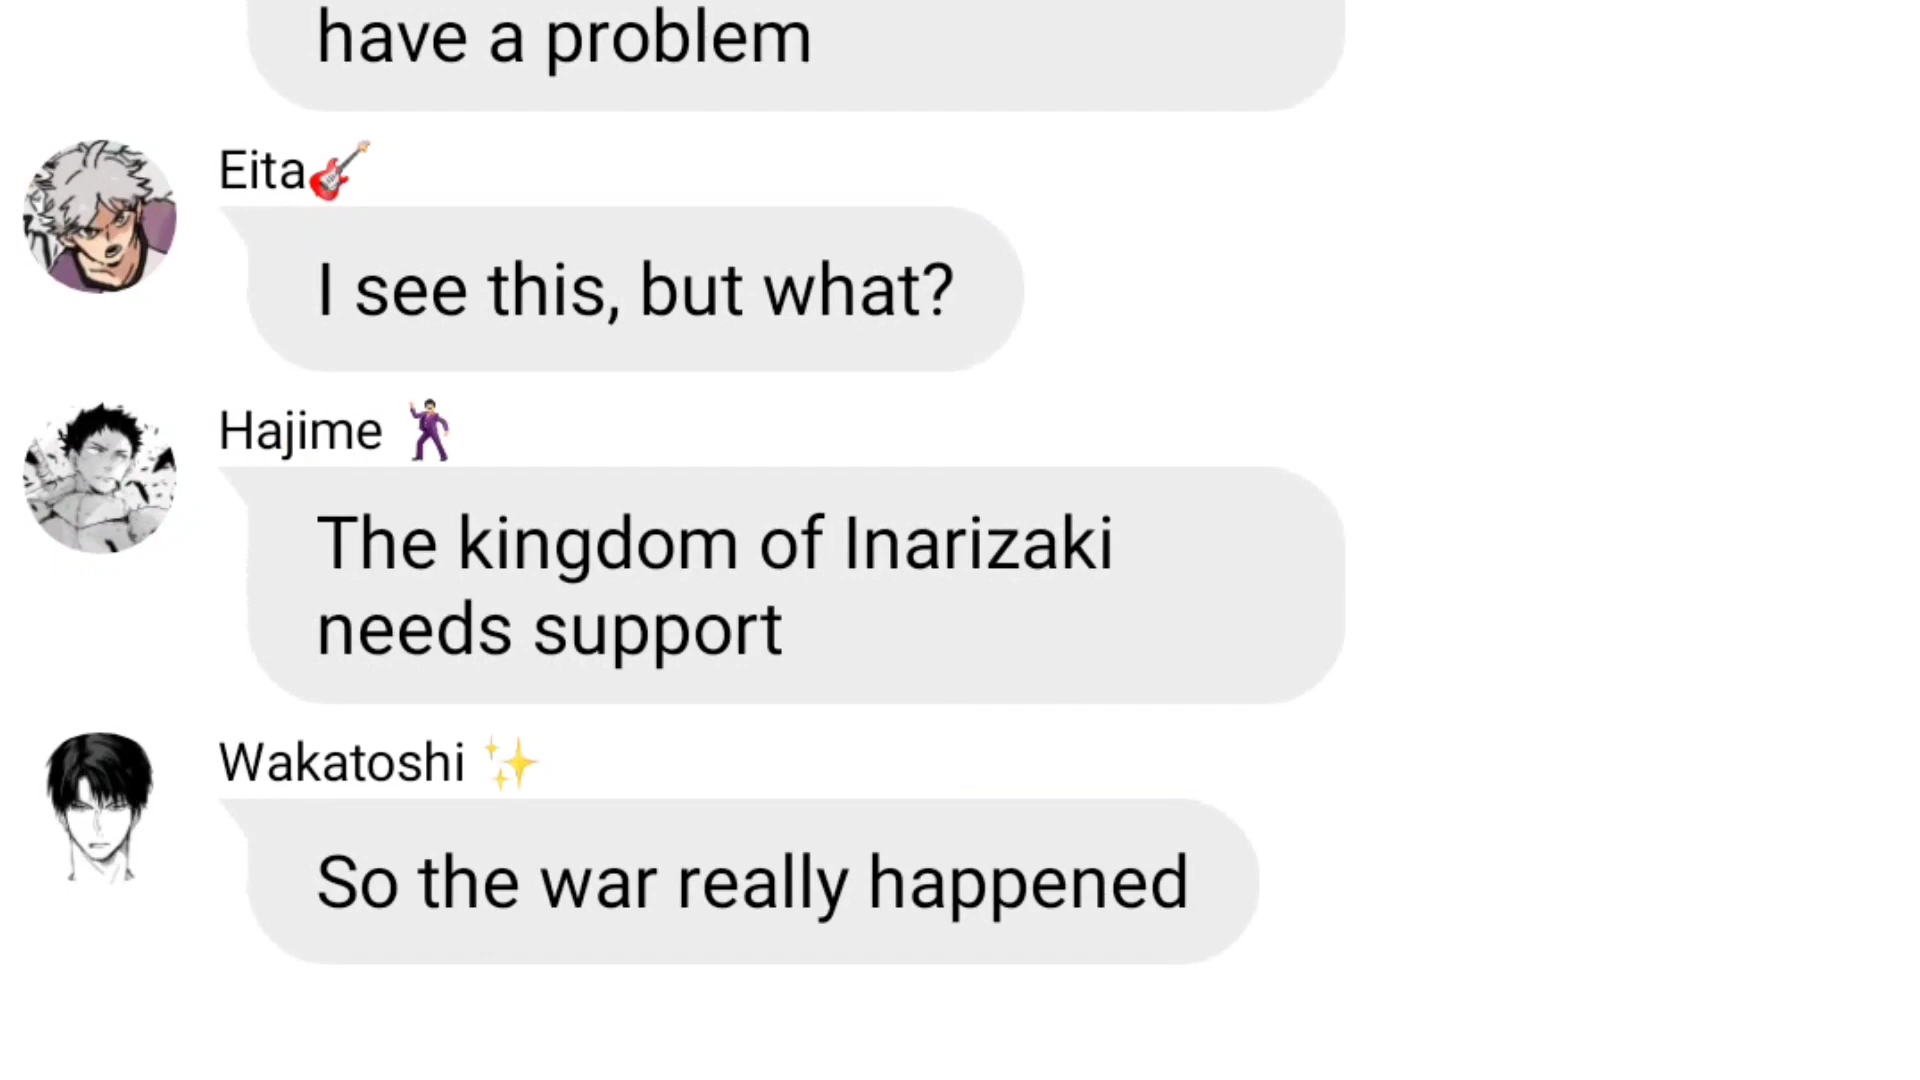 have a problem
Eita🎸
I see this, but what?
Hajime 🕺
The kingdom of Inarizaki
needs support
Wakatoshi ✨
So the war really happened